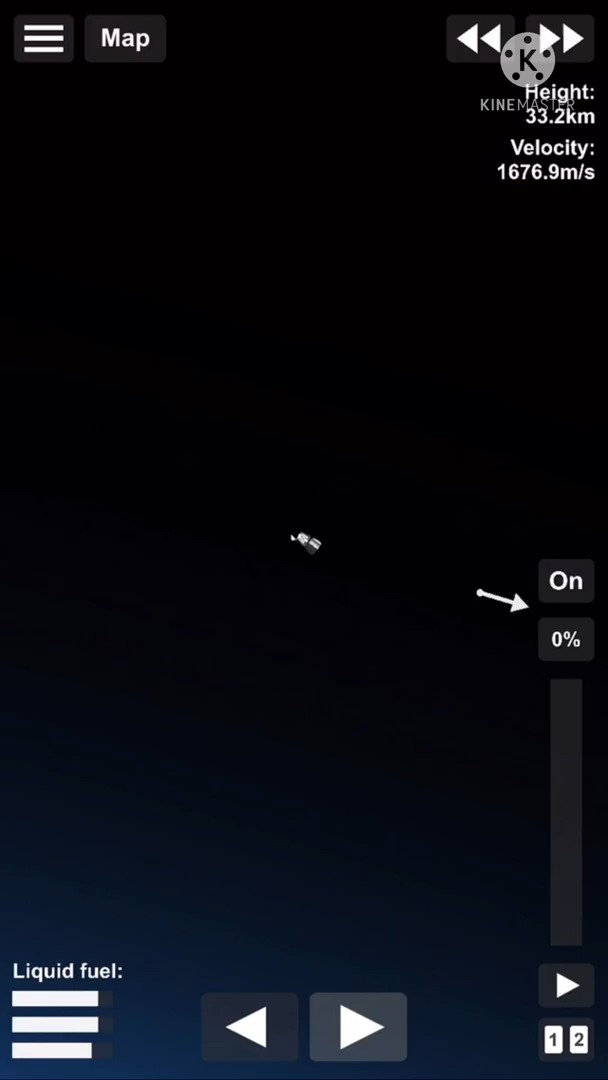 Map
K
KINEMASTER
Height:
33.2km
Velocity:
1676.9m/s
On
0%
Liquid fuel:
1 2